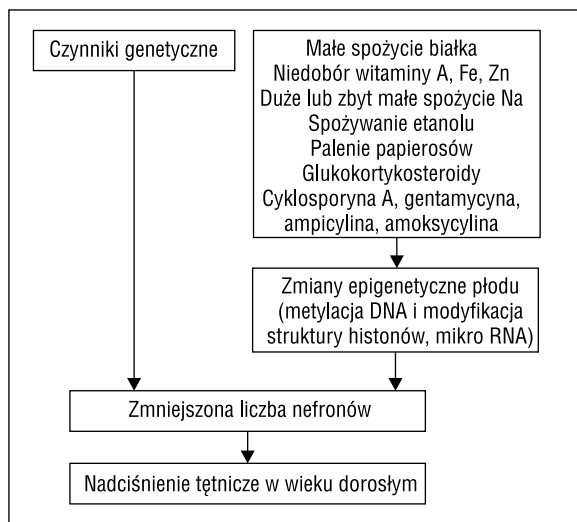 Czynniki genetyczne
Małe spożycie białka
Niedobór witaminy A, Fe, Zn
Duże lub zbyt małe spożycie Na
Spożywanie etanolu
Palenie papierosów
Glukokortykosteroidy
Cyklosporyna A, gentamycyna,
ampicylina, amoksycylina
Zmiany epigenetyczne płodu
(metylacja DNA i modyfikacja
struktury histonów, mikro RNA)
Zmniejszona liczba nefronów
Nadciśnienie tętnicze w wieku dorosłym